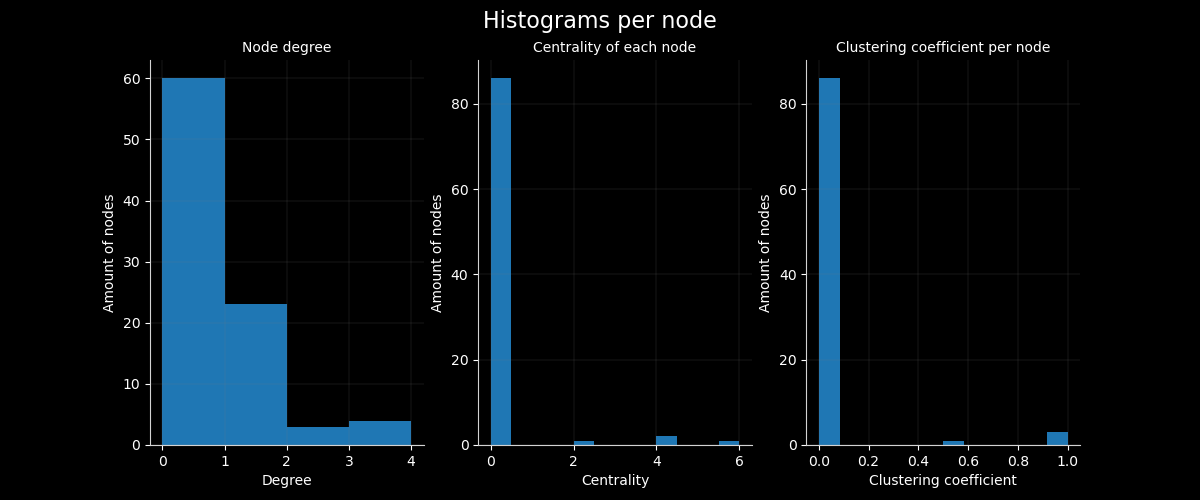 Histograms per node
Node degree
Amount of nodes
60
50
40
30
20
10
0
0 1 2 3 4
Degree
Centrality of each node
Amount of nodes
80
60
40
20
0
0 2 4 6
Centrality
Clustering coefficient per node
Amount of nodes
80
60
40
20
0
0.0 0.2 0.4 0.6 0.8 1.0
Clustering coefficient